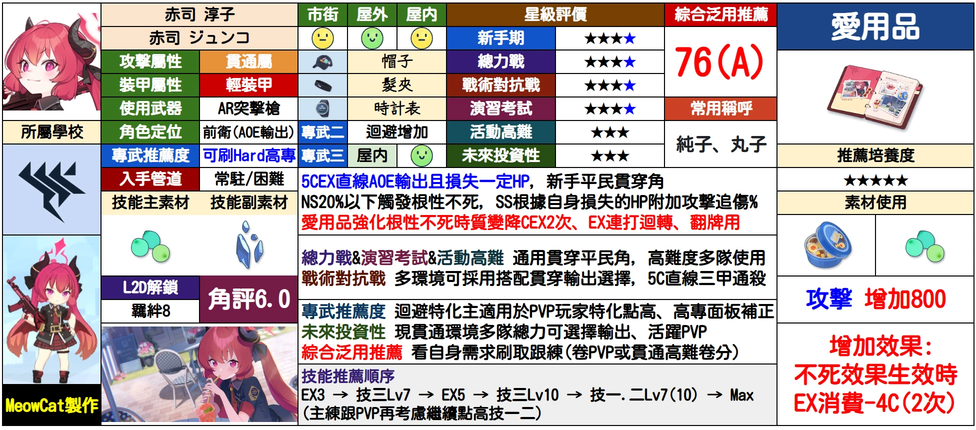 赤司 淳子
赤司 ジュンコ
攻擊屬性 貫通屬
裝甲屬性 輕裝甲
使用武器 AR突擊槍
所屬學校
角色定位 前衛(AOE輸出)
專武推薦度 可刷Hard高專
入手管道 常駐/困難
技能主素材 技能副素材
L2D解鎖
羈絆8
角評6.0
MeowCat製作
市街 屋外 屋內
帽子
髮夾
時計表
專武二 迴避增加
專武三 屋內
星級評價
新手期 ★★★★
總力戰 ★★★★
戰術對抗戰 ★★★★
演習考試 ★★★★
活動高難 ★★★
未來投資性 ★★★
綜合泛用推薦
76(A)
常用稱呼
純子、丸子
5CEX直線AOE輸出且損失一定HP, 新手平民貫穿角
NS20%以下觸發根性不死, SS根據自身損失的HP附加攻擊追傷%
愛用品強化根性不死時質變降CEX2次、EX連打迴轉、翻牌用
總力戰&演習考試&活動高難 通用貫穿平民角, 高難度多隊使用
戰術對抗戰 多環境可採用搭配貫穿輸出選擇, 5C直線三甲通殺
專武推薦度 迴避特化主適用於PVP玩家特化點高、高專面板補正
未來投資性 現貫通環境多隊總力可選擇輸出、活躍PVP
綜合泛用推薦 看自身需求刷取跟練(卷PVP或貫通高難卷分)
技能推薦順序
EX3 → 技三Lv7 → EX5 → 技三Lv10 → 技一.二Lv7(10) → Max
(主練跟PVP再考慮繼續點高技一二)
愛用品
推薦培養度
★★★★★
素材使用
攻擊 增加800
增加效果:
不死效果生效時
EX消費-4C(2次)